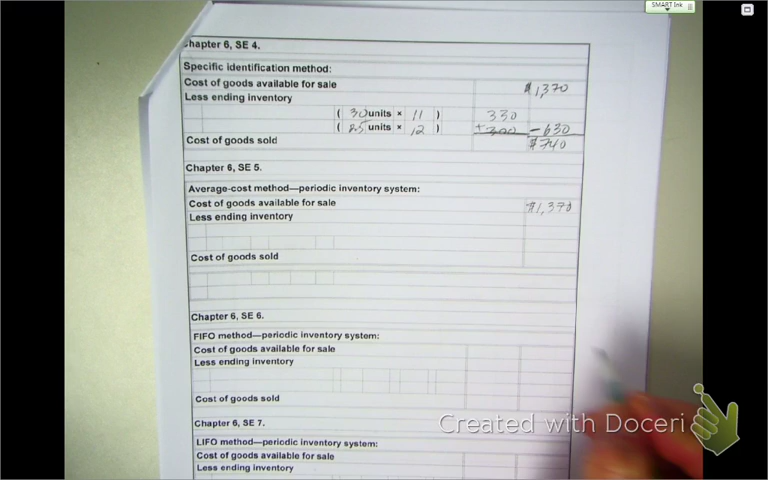 SMART Ink
Chapter 6, SE 4.
Specific identification method:
Cost of goods available for sale $1,370
Less ending inventory
( 30 units × 11 ) 330
( 25 units × 12 ) +300 -630
Cost of goods sold $740
Chapter 6, SE 5.
Average-cost method—periodic inventory system:
Cost of goods available for sale $1,370
Less ending inventory
Cost of goods sold
Chapter 6, SE 6.
FIFO method—periodic inventory system:
Cost of goods available for sale
Less ending inventory
Cost of goods sold
Chapter 6, SE 7.
Created with Doceri
LIFO method—periodic inventory system:
Cost of goods available for sale
Less ending inventory